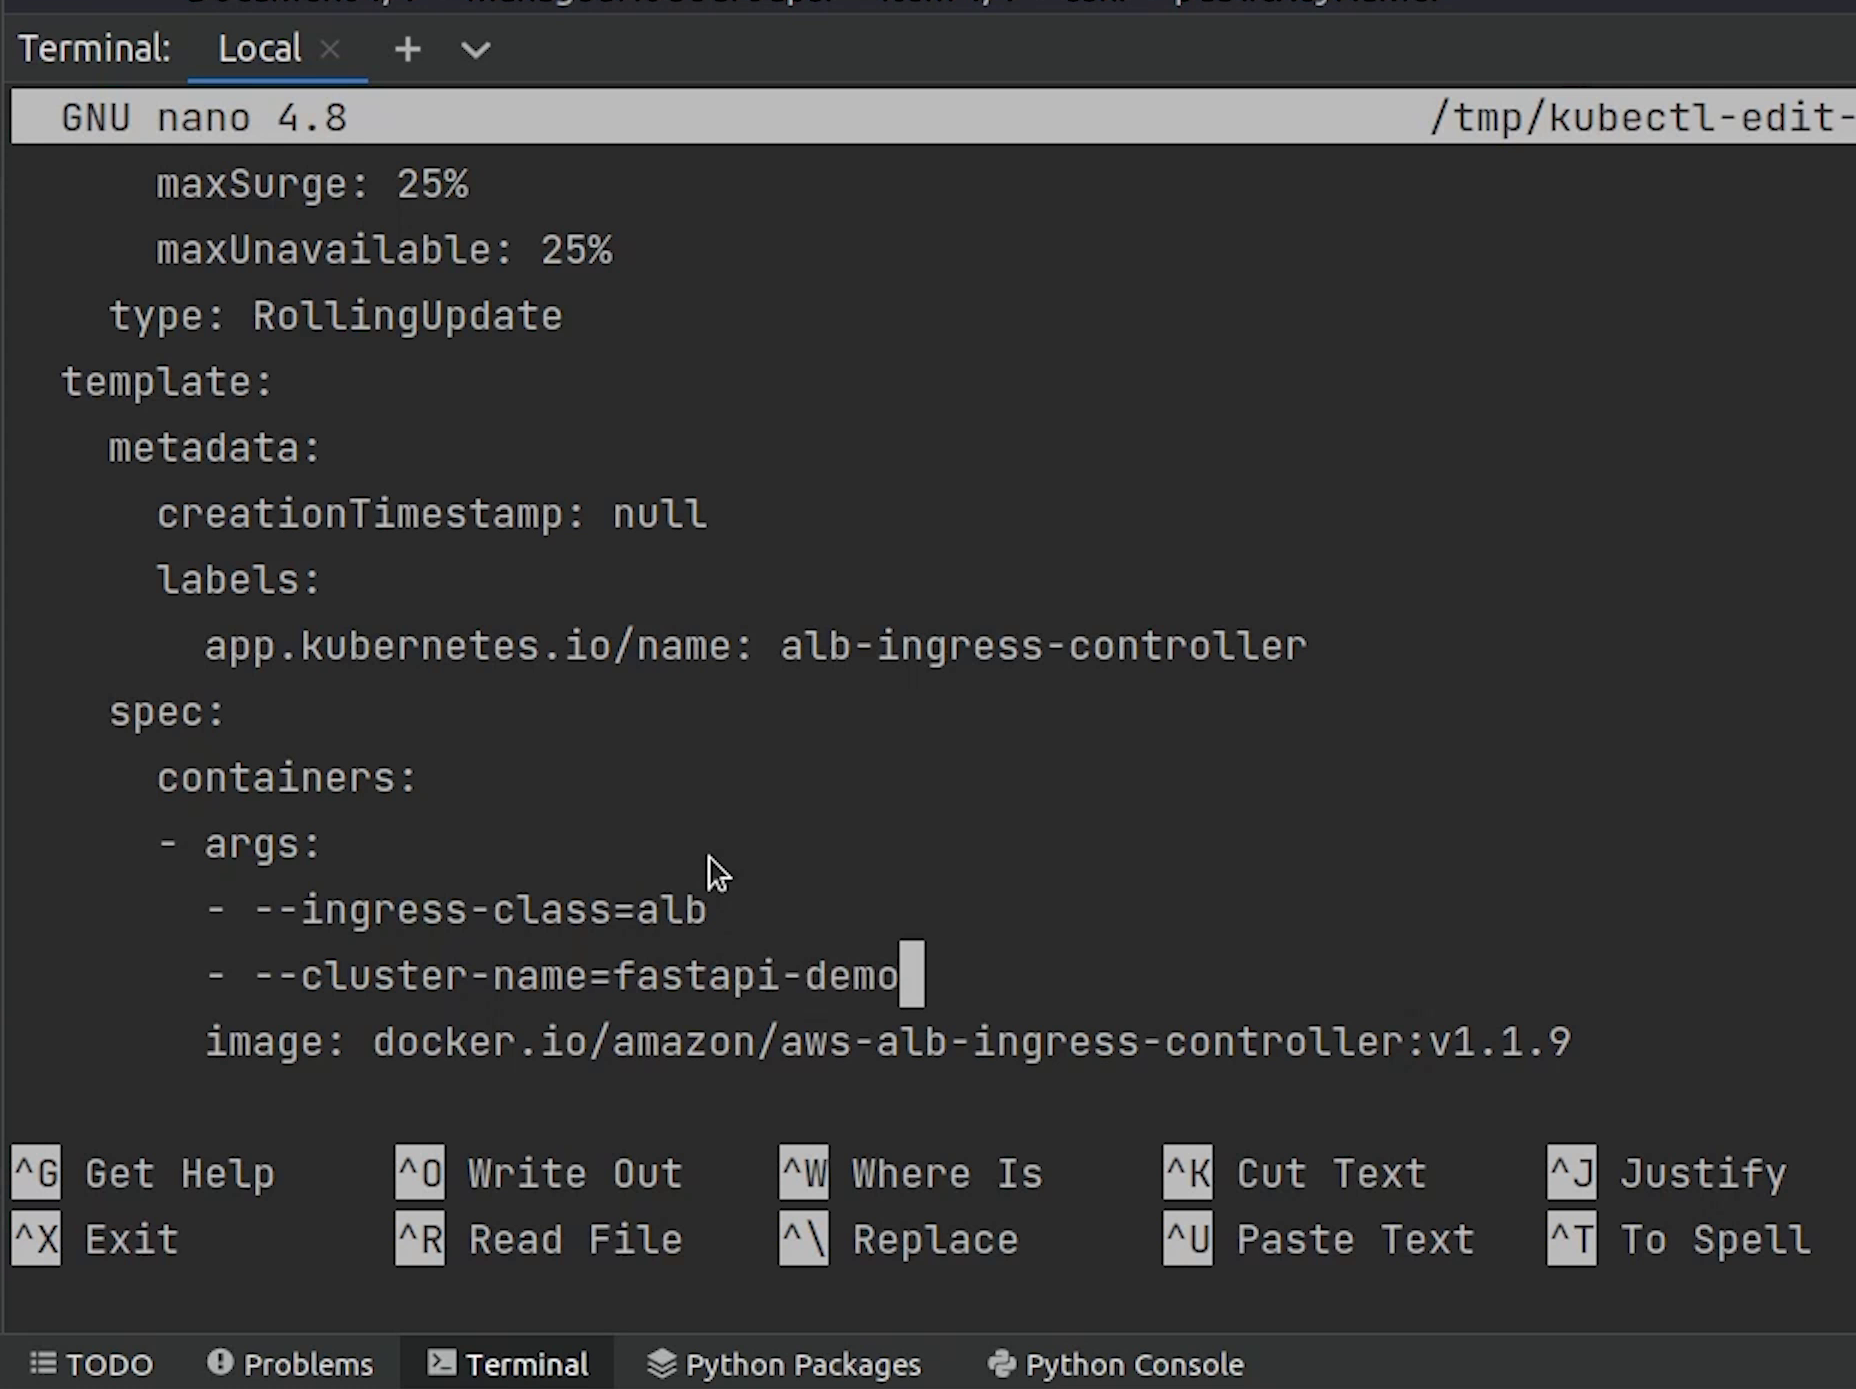 Terminal: Local × + 
GNU nano 4.8 /tmp/kubectl-edit-
maxSurge: 25%
maxUnavailable: 25%
type: RollingUpdate
template:
metadata:
creationTimestamp: null
labels:
app.kubernetes.io/name: alb-ingress-controller
spec:
containers:
- args:
- --ingress-class=alb
- --cluster-name=fastapi-demo
image: docker.io/amazon/aws-alb-ingress-controller:v1.1.9
^G Get Help ^O Write Out ^W Where Is ^K Cut Text ^J Justify
^X Exit ^R Read File ^\ Replace ^U Paste Text ^T To Spell
TODO Problems Terminal Python Packages Python Console